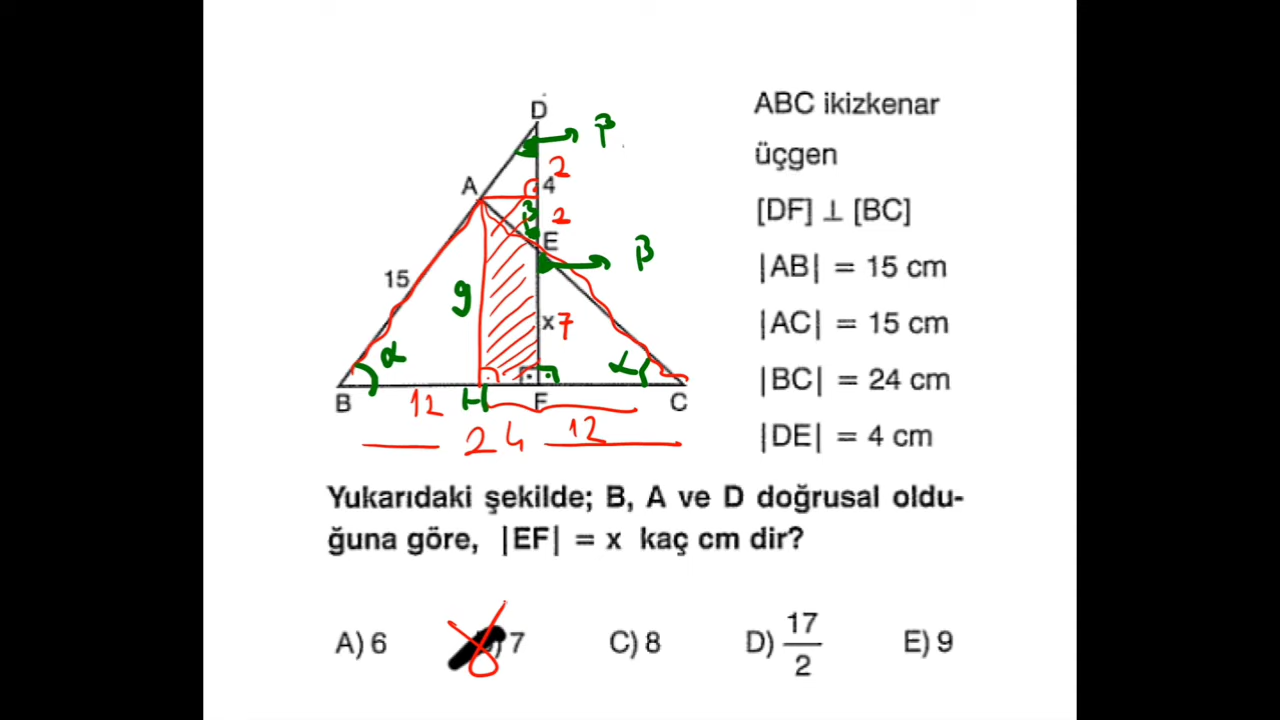 D
β
ABC ikizkenar
üçgen
[DF] ⊥ [BC]
|AB| = 15 cm
|AC| = 15 cm
|BC| = 24 cm
|DE| = 4 cm
2
A
4
β
2
E
β
15
9
x 7
α
α
B
12
H
F
C
24
12
Yukarıdaki şekilde; B, A ve D doğrusal oldu-
ğuna göre, |EF| = x kaç cm dir?
A) 6
) 7
C) 8
D) 17/2
E) 9